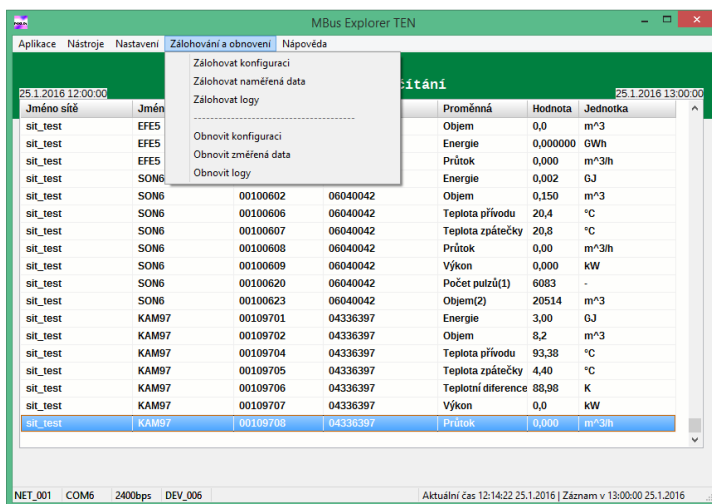 MBus Explorer TEN
Aplikace Nástroje Nastavení Zálohování a obnovení Nápověda
Zálohovat konfiguraci
Zálohovat naměřená data
Zálohovat logy
----------------------------------------
Obnovit konfiguraci
Obnovit změřená data
Obnovit logy
čítání
25.1.2016 12:00:00 25.1.2016 13:00:00
Jméno sítě Jmén Proměnná Hodnota Jednotka
sit_test EFE5 Objem 0,0 m^3
sit_test EFE5 Energie 0,000000 GWh
sit_test EFE5 Průtok 0,000 m^3/h
sit_test SON6 Energie 0,002 GJ
sit_test SON6 00100602 06040042 Objem 0,150 m^3
sit_test SON6 00100606 06040042 Teplota přívodu 20,4 °C
sit_test SON6 00100607 06040042 Teplota zpátečky 20,8 °C
sit_test SON6 00100608 06040042 Průtok 0,00 m^3/h
sit_test SON6 00100609 06040042 Výkon 0,000 kW
sit_test SON6 00100620 06040042 Počet pulzů(1) 6083 -
sit_test SON6 00100623 06040042 Objem(2) 20514 m^3
sit_test KAM97 00109701 04336397 Energie 3,00 GJ
sit_test KAM97 00109702 04336397 Objem 8,2 m^3
sit_test KAM97 00109704 04336397 Teplota přívodu 93,38 °C
sit_test KAM97 00109705 04336397 Teplota zpátečky 4,40 °C
sit_test KAM97 00109706 04336397 Teplotní diference 88,98 K
sit_test KAM97 00109707 04336397 Výkon 0,0 kW
sit_test KAM97 00109708 04336397 Průtok 0,000 m^3/h
NET_001 COM6 2400bps DEV_006 Aktuální čas 12:14:22 25.1.2016 | Záznam v 13:00:00 25.1.2016